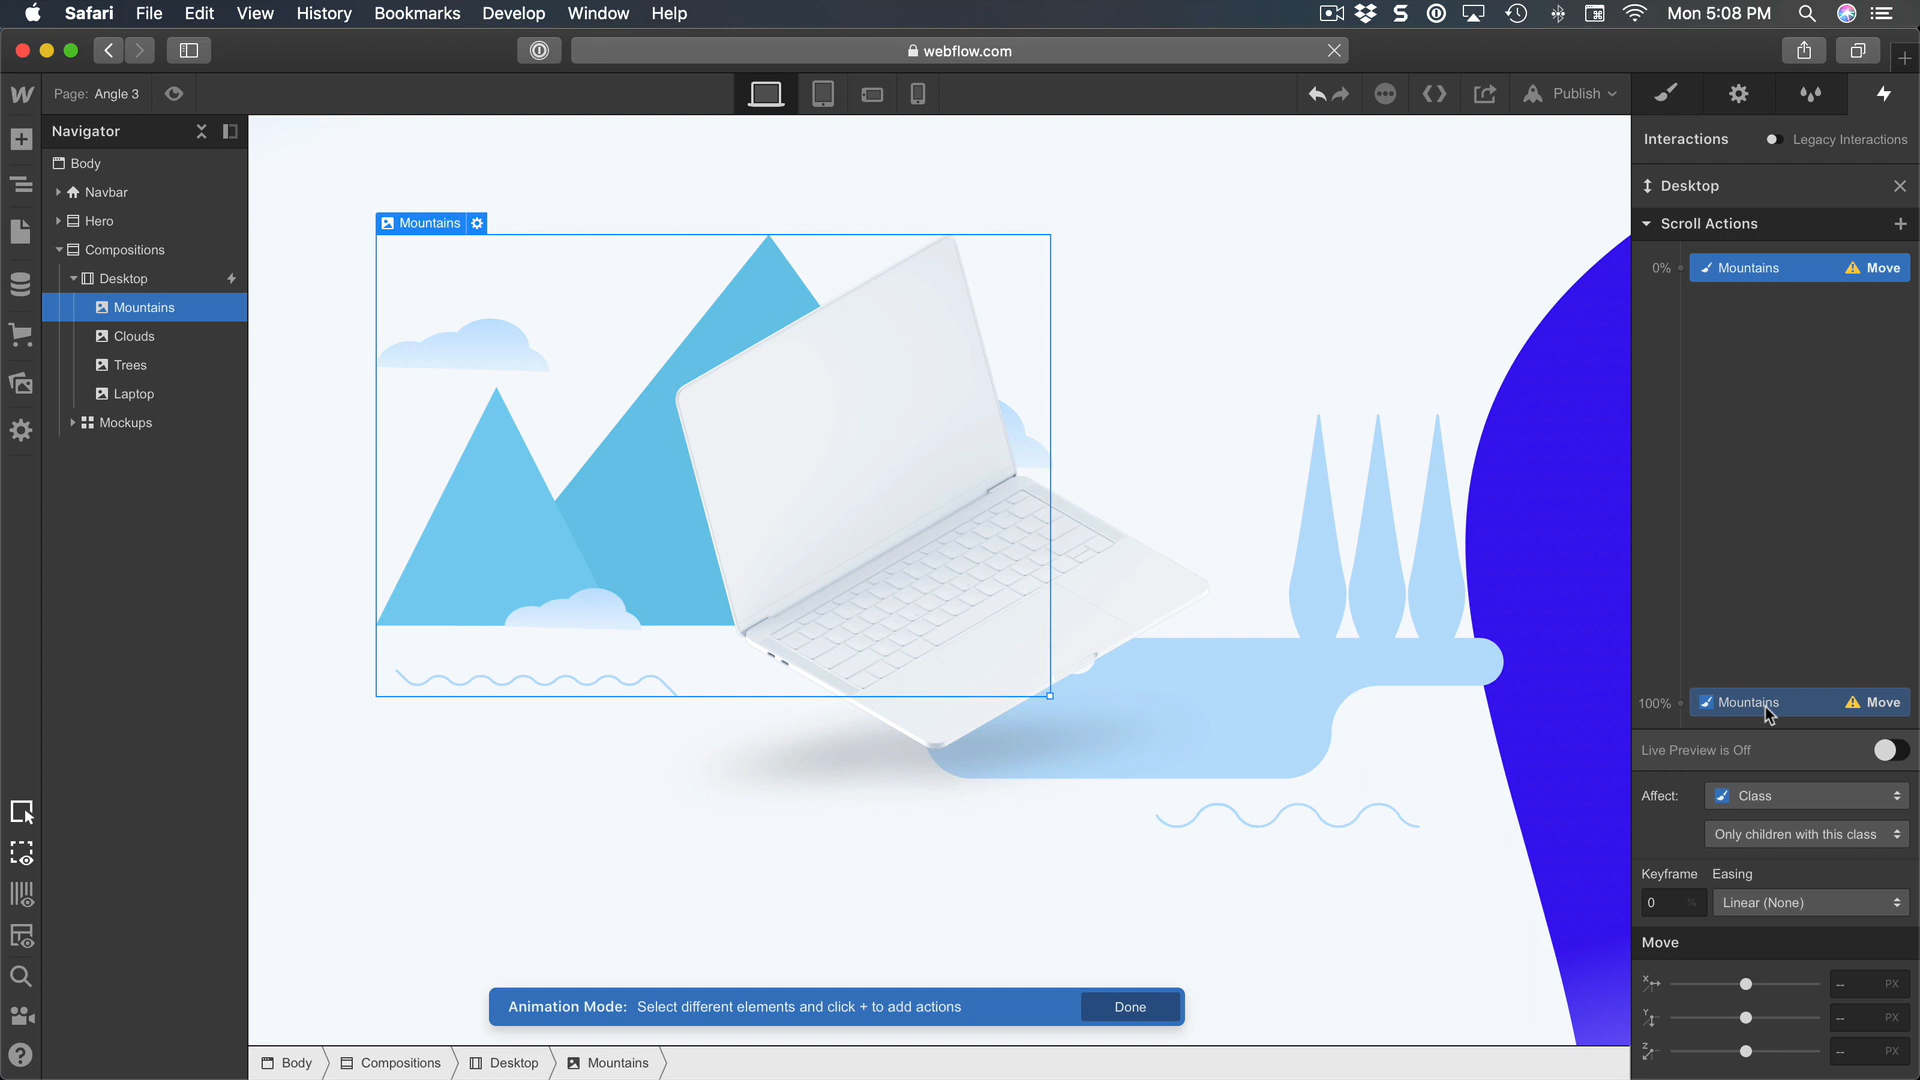 Safari File Edit View History Bookmarks Develop Window Help Mon 5:08 PM
webflow.com
Page: Angle 3 Publish
Navigator
Body
Navbar
Hero
Compositions
Desktop
Mountains
Clouds
Trees
Laptop
Mockups
Mountains
Interactions Legacy Interactions
Desktop
Scroll Actions
0% Mountains Move
100% Mountains Move
Live Preview is Off
Affect: Class
Only children with this class
Keyframe Easing
0 % Linear (None)
Move
X -- PX
Y -- PX
Z -- PX
Animation Mode: Select different elements and click + to add actions Done
Body Compositions Desktop Mountains